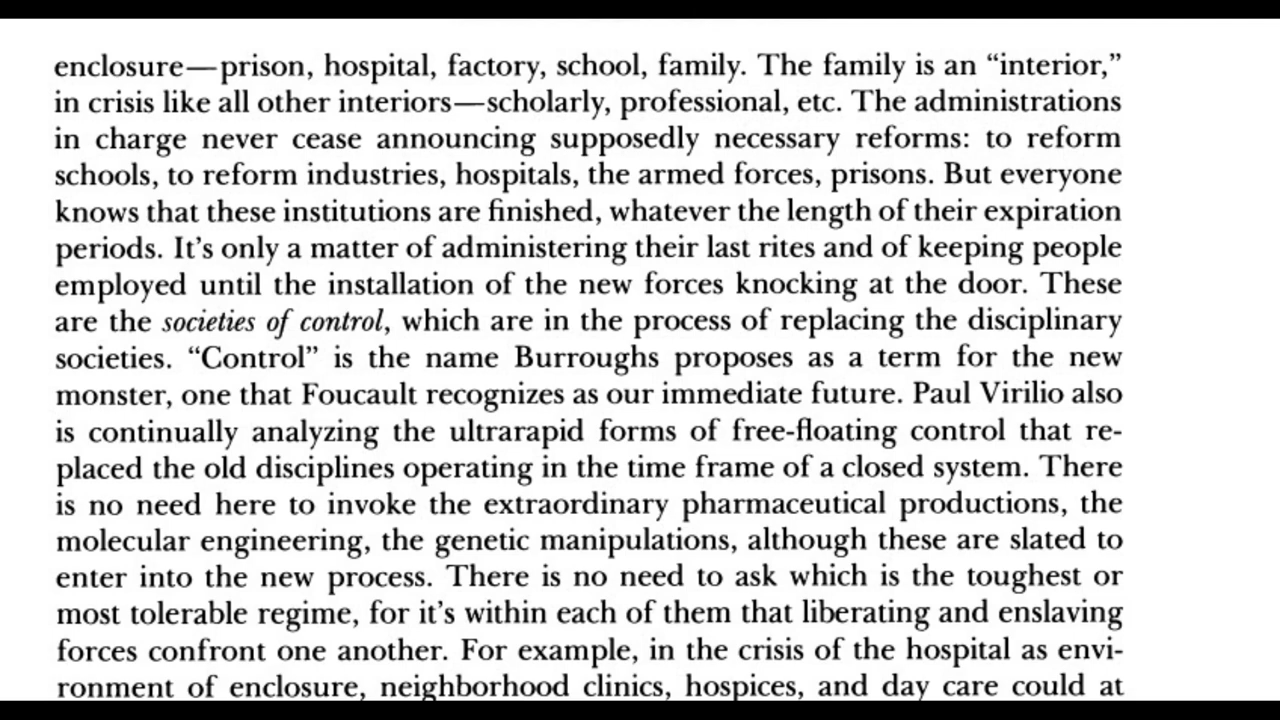 enclosure—prison, hospital, factory, school, family. The family is an “interior,”
in crisis like all other interiors—scholarly, professional, etc. The administrations
in charge never cease announcing supposedly necessary reforms: to reform
schools, to reform industries, hospitals, the armed forces, prisons. But everyone
knows that these institutions are finished, whatever the length of their expiration
periods. It’s only a matter of administering their last rites and of keeping people
employed until the installation of the new forces knocking at the door. These
are the societies of control, which are in the process of replacing the disciplinary
societies. “Control” is the name Burroughs proposes as a term for the new
monster, one that Foucault recognizes as our immediate future. Paul Virilio also
is continually analyzing the ultrarapid forms of free-floating control that re-
placed the old disciplines operating in the time frame of a closed system. There
is no need here to invoke the extraordinary pharmaceutical productions, the
molecular engineering, the genetic manipulations, although these are slated to
enter into the new process. There is no need to ask which is the toughest or
most tolerable regime, for it’s within each of them that liberating and enslaving
forces confront one another. For example, in the crisis of the hospital as envi-
ronment of enclosure, neighborhood clinics, hospices, and day care could at